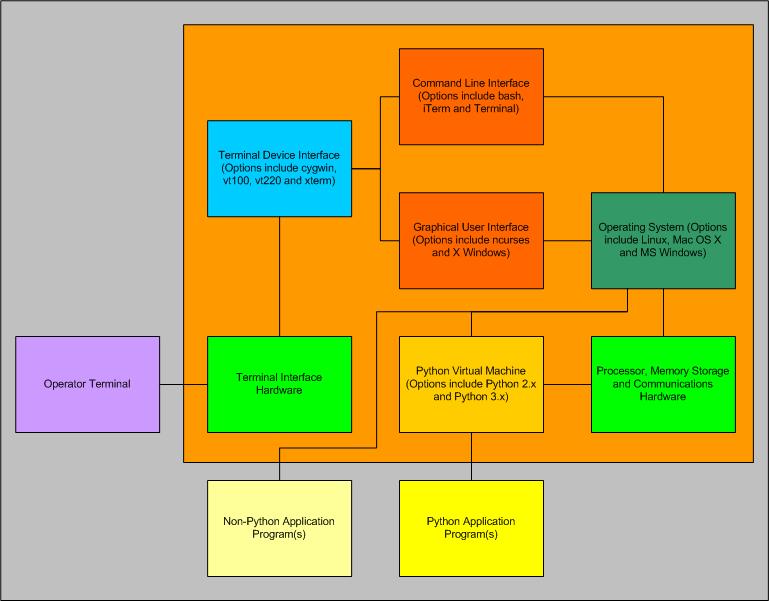 Command Line Interface
(Options include bash,
iTerm and Terminal)
Terminal Device Interface
(Options include cygwin,
vt100, vt220 and xterm)
Graphical User Interface
(Options include ncurses
and X Windows)
Operating System (Options
include Linux, Mac OS X
and MS Windows)
Operator Terminal
Terminal Interface
Hardware
Python Virtual Machine
(Options include Python 2.x
and Python 3.x)
Processor, Memory Storage
and Communications
Hardware
Non-Python Application
Program(s)
Python Application
Program(s)